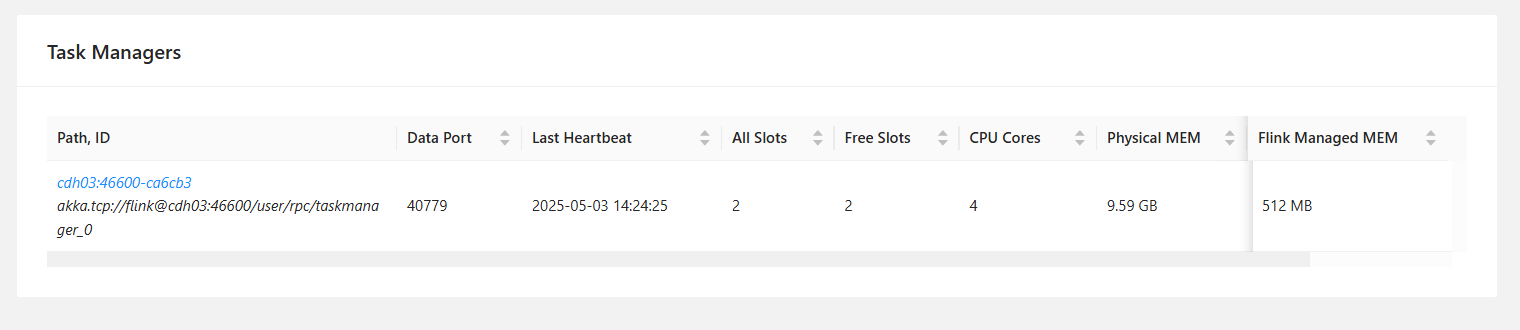 Task Managers
Path, ID Data Port Last Heartbeat All Slots Free Slots CPU Cores Physical MEM Flink Managed MEM
cdh03:46600-ca6cb3
akka.tcp://flink@cdh03:46600/user/rpc/taskmana 40779 2025-05-03 14:24:25 2 2 4 9.59 GB 512 MB
ger_0